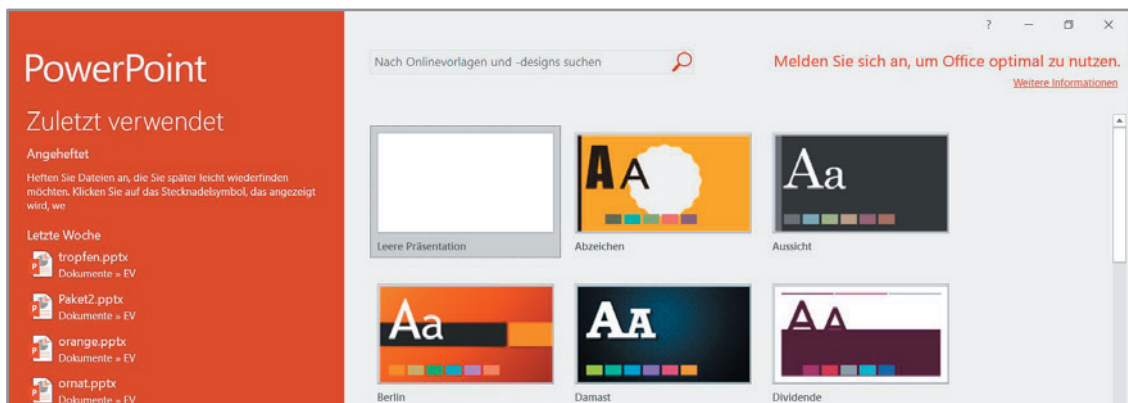 ?
PowerPoint
Nach Onlinevorlagen und -designs suchen
Melden Sie sich an, um Office optimal zu nutzen.
Weitere Informationen
Zuletzt verwendet
Angeheftet
Heften Sie Dateien an, die Sie später leicht wiederfinden
möchten. Klicken Sie auf das Stecknadelsymbol, das angezeigt
wird, we
Letzte Woche
tropfen.pptx
Dokumente » EV
Paket2.pptx
Dokumente » EV
orange.pptx
Dokumente » EV
ornat.pptx
Dokumente » EV
Leere Präsentation
AA
Abzeichen
Aa
Aussicht
Aa
Berlin
AA
Damast
AA
Dividende